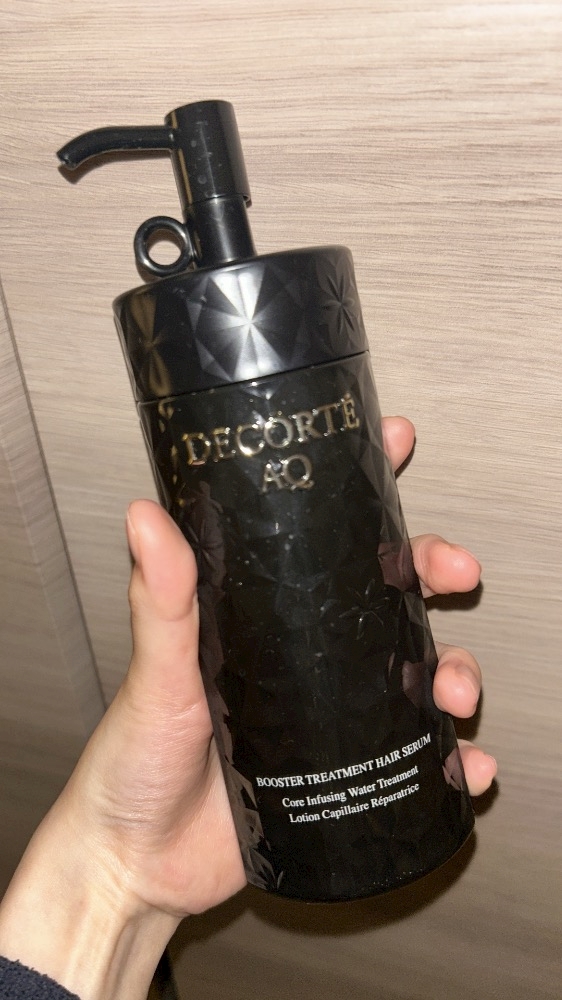 DECORTÉ
AQ
BOOSTER TREATMENT HAIR SERUM
Core Infusing Water Treatment
Lotion Capillaire Réparatrice